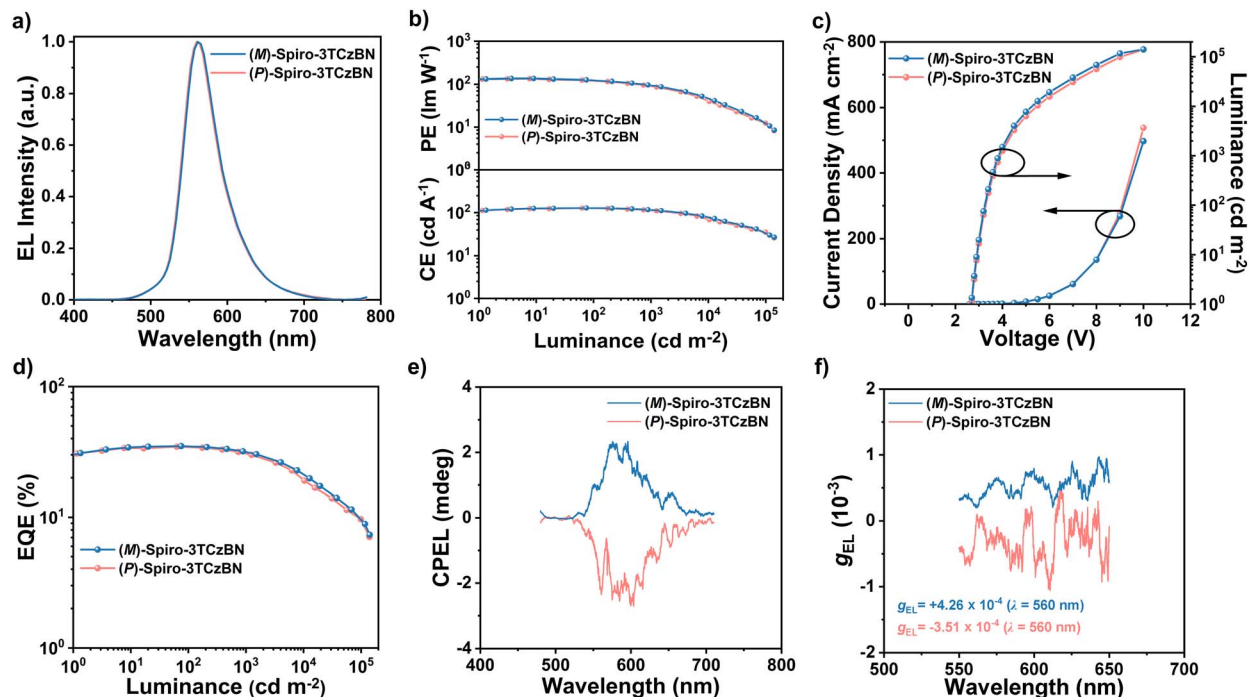 a)
EL Intensity (a.u.)
1.0
0.8
0.6
0.4
0.2
0.0
(M)-Spiro-3TCzBN
(P)-Spiro-3TCzBN
400
500
600
700
800
Wavelength (nm)
b)
PE (lm W⁻¹)
10³
10²
10¹
10⁰
(M)-Spiro-3TCzBN
(P)-Spiro-3TCzBN
CE (cd A⁻¹)
10²
10¹
10⁰
10⁰
10¹
10²
10³
10⁴
10⁵
Luminance (cd m⁻²)
c)
Current Density (mA cm⁻²)
800
600
400
200
0
(M)-Spiro-3TCzBN
(P)-Spiro-3TCzBN
10⁵
10⁴
10³
10²
10¹
10⁰
Luminance (cd m⁻²)
0
2
4
6
8
10
12
Voltage (V)
d)
EQE (%)
10²
10¹
10⁰
(M)-Spiro-3TCzBN
(P)-Spiro-3TCzBN
10⁰
10¹
10²
10³
10⁴
10⁵
Luminance (cd m⁻²)
e)
CPEL (mdeg)
4
2
0
-2
-4
(M)-Spiro-3TCzBN
(P)-Spiro-3TCzBN
400
500
600
700
800
Wavelength (nm)
f)
g_EL (10⁻³)
2
1
0
-1
-2
(M)-Spiro-3TCzBN
(P)-Spiro-3TCzBN
g_EL= +4.26 x 10⁻⁴ (λ = 560 nm)
g_EL= -3.51 x 10⁻⁴ (λ = 560 nm)
500
550
600
650
700
Wavelength (nm)